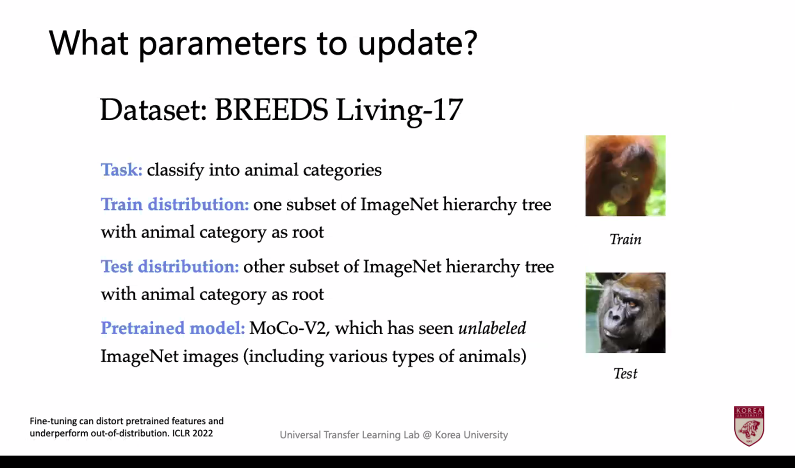 What parameters to update?
Dataset: BREEDS Living-17
Task: classify into animal categories
Train distribution: one subset of ImageNet hierarchy tree
with animal category as root
Test distribution: other subset of ImageNet hierarchy tree
with animal category as root
Pretrained model: MoCo-V2, which has seen unlabeled
ImageNet images (including various types of animals)
Train
Test
Fine-tuning can distort pretrained features and
underperform out-of-distribution. ICLR 2022
Universal Transfer Learning Lab @ Korea University
KOREA